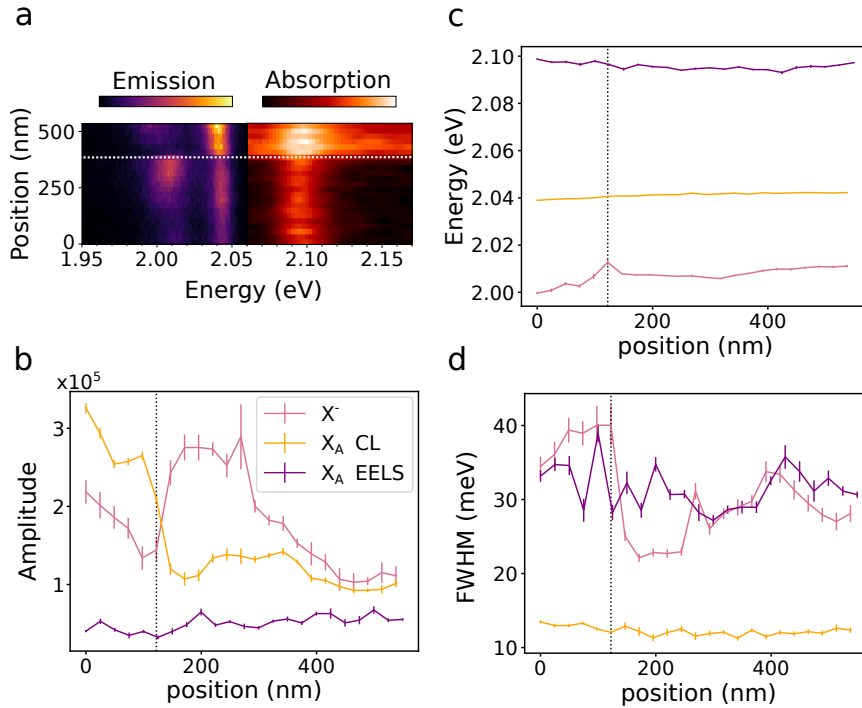 a
Emission Absorption
Position (nm)
500
250
0
1.95 2.00 2.05 2.10 2.15
Energy (eV)
b
x10⁵
Amplitude
3
2
1
X⁻
X_A CL
X_A EELS
0 200 400
position (nm)
c
Energy (eV)
2.10
2.08
2.06
2.04
2.02
2.00
0 200 400
position (nm)
d
FWHM (meV)
40
30
20
10
0 200 400
position (nm)